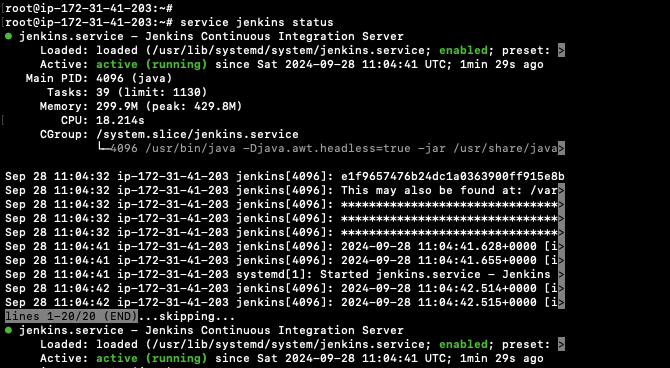 root@ip-172-31-41-203:~#
root@ip-172-31-41-203:~# service jenkins status
● jenkins.service - Jenkins Continuous Integration Server
Loaded: loaded (/usr/lib/systemd/system/jenkins.service; enabled; preset: >
Active: active (running) since Sat 2024-09-28 11:04:41 UTC; 1min 29s ago
Main PID: 4096 (java)
Tasks: 39 (limit: 1130)
Memory: 299.9M (peak: 429.8M)
CPU: 18.214s
CGroup: /system.slice/jenkins.service
└─4096 /usr/bin/java -Djava.awt.headless=true -jar /usr/share/java>

Sep 28 11:04:32 ip-172-31-41-203 jenkins[4096]: e1f9657476b24dc1a0363900ff915e8b
Sep 28 11:04:32 ip-172-31-41-203 jenkins[4096]: This may also be found at: /var>
Sep 28 11:04:32 ip-172-31-41-203 jenkins[4096]: *******************************>
Sep 28 11:04:32 ip-172-31-41-203 jenkins[4096]: *******************************>
Sep 28 11:04:32 ip-172-31-41-203 jenkins[4096]: *******************************>
Sep 28 11:04:41 ip-172-31-41-203 jenkins[4096]: 2024-09-28 11:04:41.628+0000 [i>
Sep 28 11:04:41 ip-172-31-41-203 jenkins[4096]: 2024-09-28 11:04:41.655+0000 [i>
Sep 28 11:04:41 ip-172-31-41-203 systemd[1]: Started jenkins.service - Jenkins >
Sep 28 11:04:42 ip-172-31-41-203 jenkins[4096]: 2024-09-28 11:04:42.514+0000 [i>
Sep 28 11:04:42 ip-172-31-41-203 jenkins[4096]: 2024-09-28 11:04:42.515+0000 [i>
lines 1-20/20 (END)...skipping...
● jenkins.service - Jenkins Continuous Integration Server
Loaded: loaded (/usr/lib/systemd/system/jenkins.service; enabled; preset: >
Active: active (running) since Sat 2024-09-28 11:04:41 UTC; 1min 29s ago